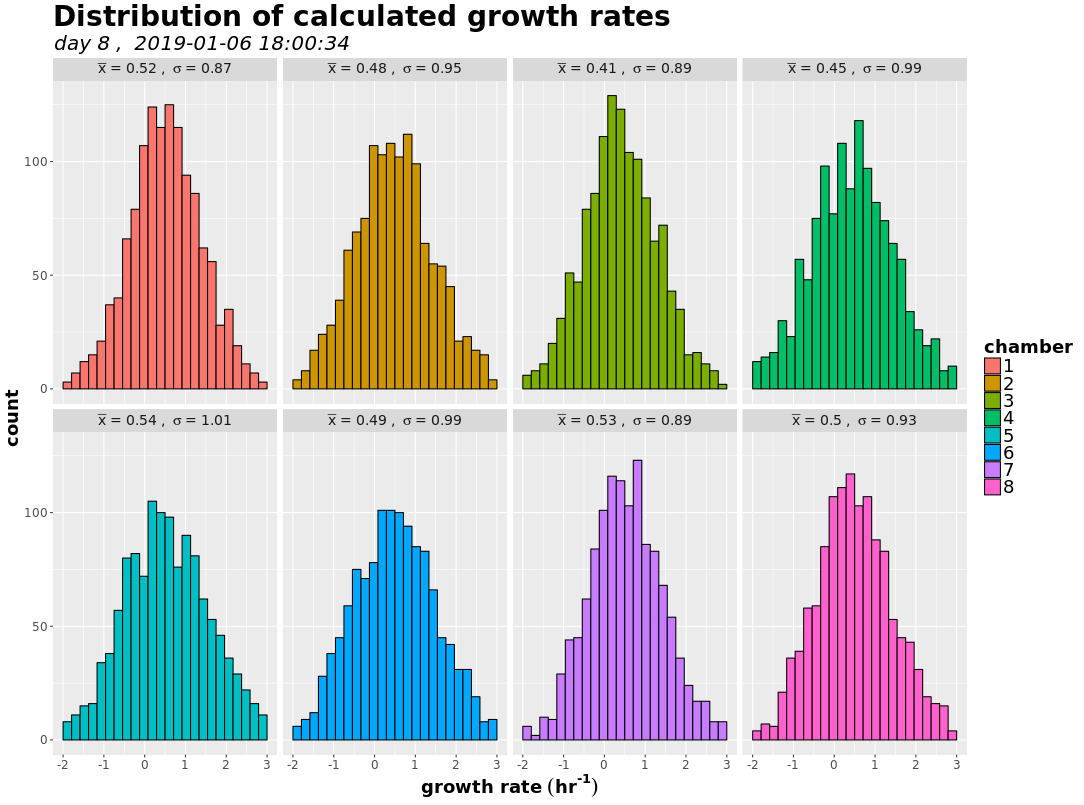 Distribution of calculated growth rates
day 8 ,  2019-01-06 18:00:34
x̅ = 0.52 ,  σ = 0.87
x̅ = 0.48 ,  σ = 0.95
x̅ = 0.41 ,  σ = 0.89
x̅ = 0.45 ,  σ = 0.99
100
50
0
x̅ = 0.54 ,  σ = 1.01
x̅ = 0.49 ,  σ = 0.99
x̅ = 0.53 ,  σ = 0.89
x̅ = 0.5 ,  σ = 0.93
100
50
0
-2 -1 0 1 2 3
-2 -1 0 1 2 3
-2 -1 0 1 2 3
-2 -1 0 1 2 3
count
growth rate (hr⁻¹)
chamber
1
2
3
4
5
6
7
8